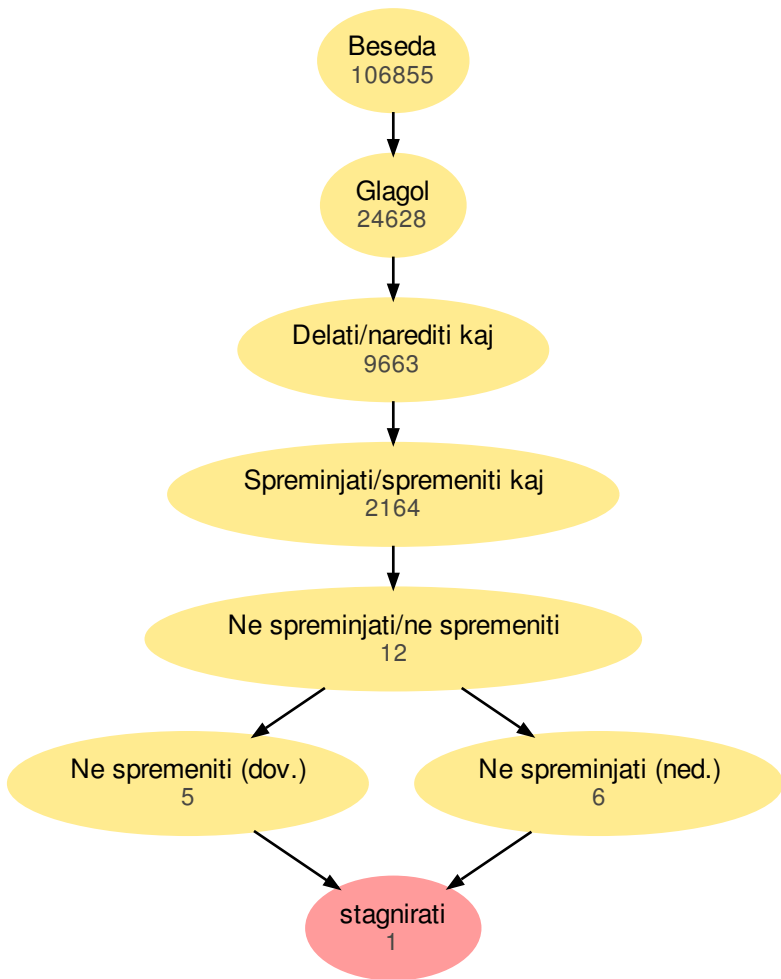 Beseda
106855
Glagol
24628
Delati/narediti kaj
9663
Spreminjati/spremeniti kaj
2164
Ne spreminjati/ne spremeniti
12
Ne spremeniti (dov.)
5
Ne spreminjati (ned.)
6
stagnirati
1